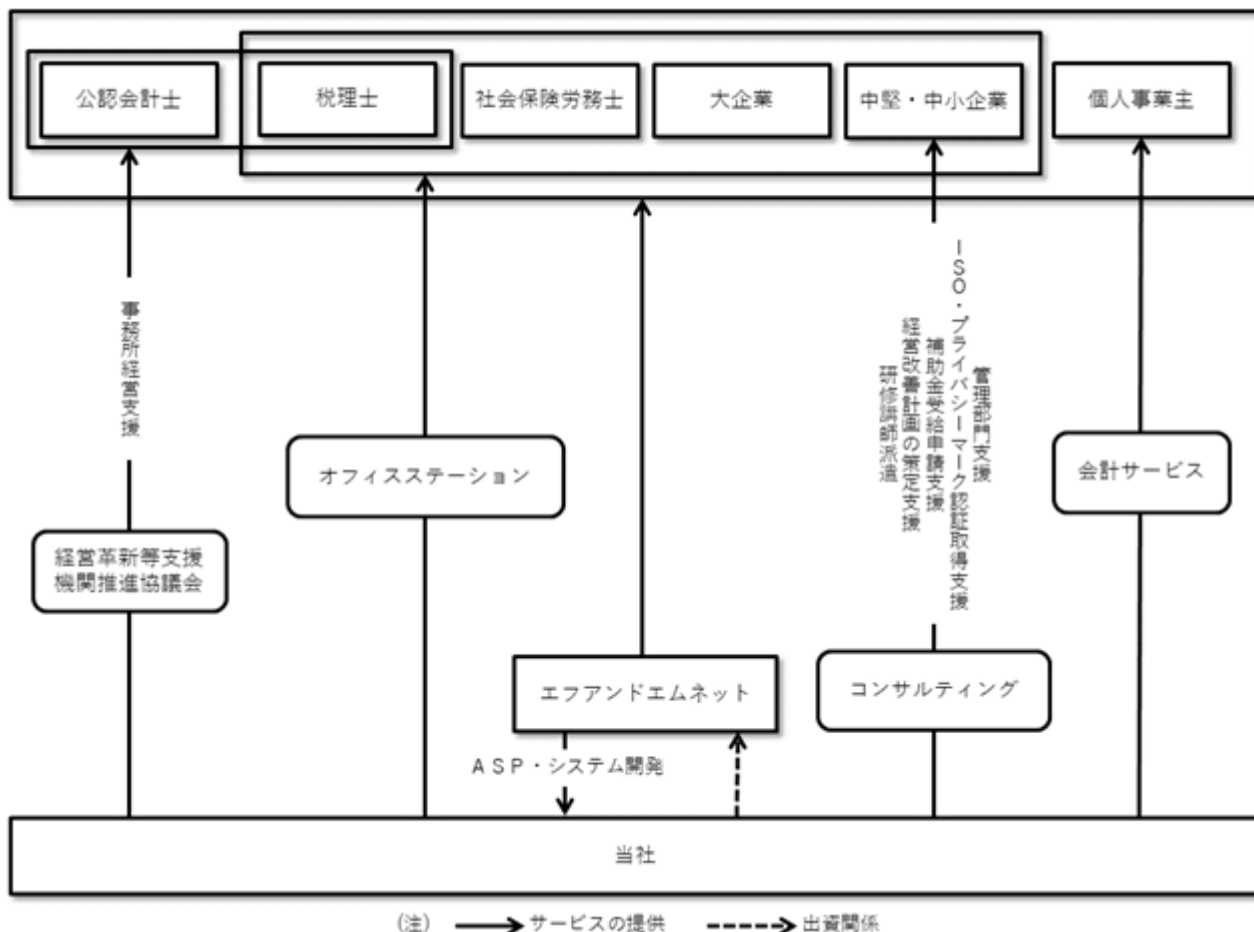 公認会計士
税理士
社会保険労務士
大企業
中堅・中小企業
個人事業主
事務所経営支援
管理部門支援
ISO・プライバシーマーク認証取得支援
補助金受給申請支援
経営改善計画の策定支援
研修講師派遣
オフィスステーション
会計サービス
経営革新等支援
機関推進協議会
エフアンドエムネット
コンサルティング
ASP・システム開発
当社
(注) サービスの提供 出資関係